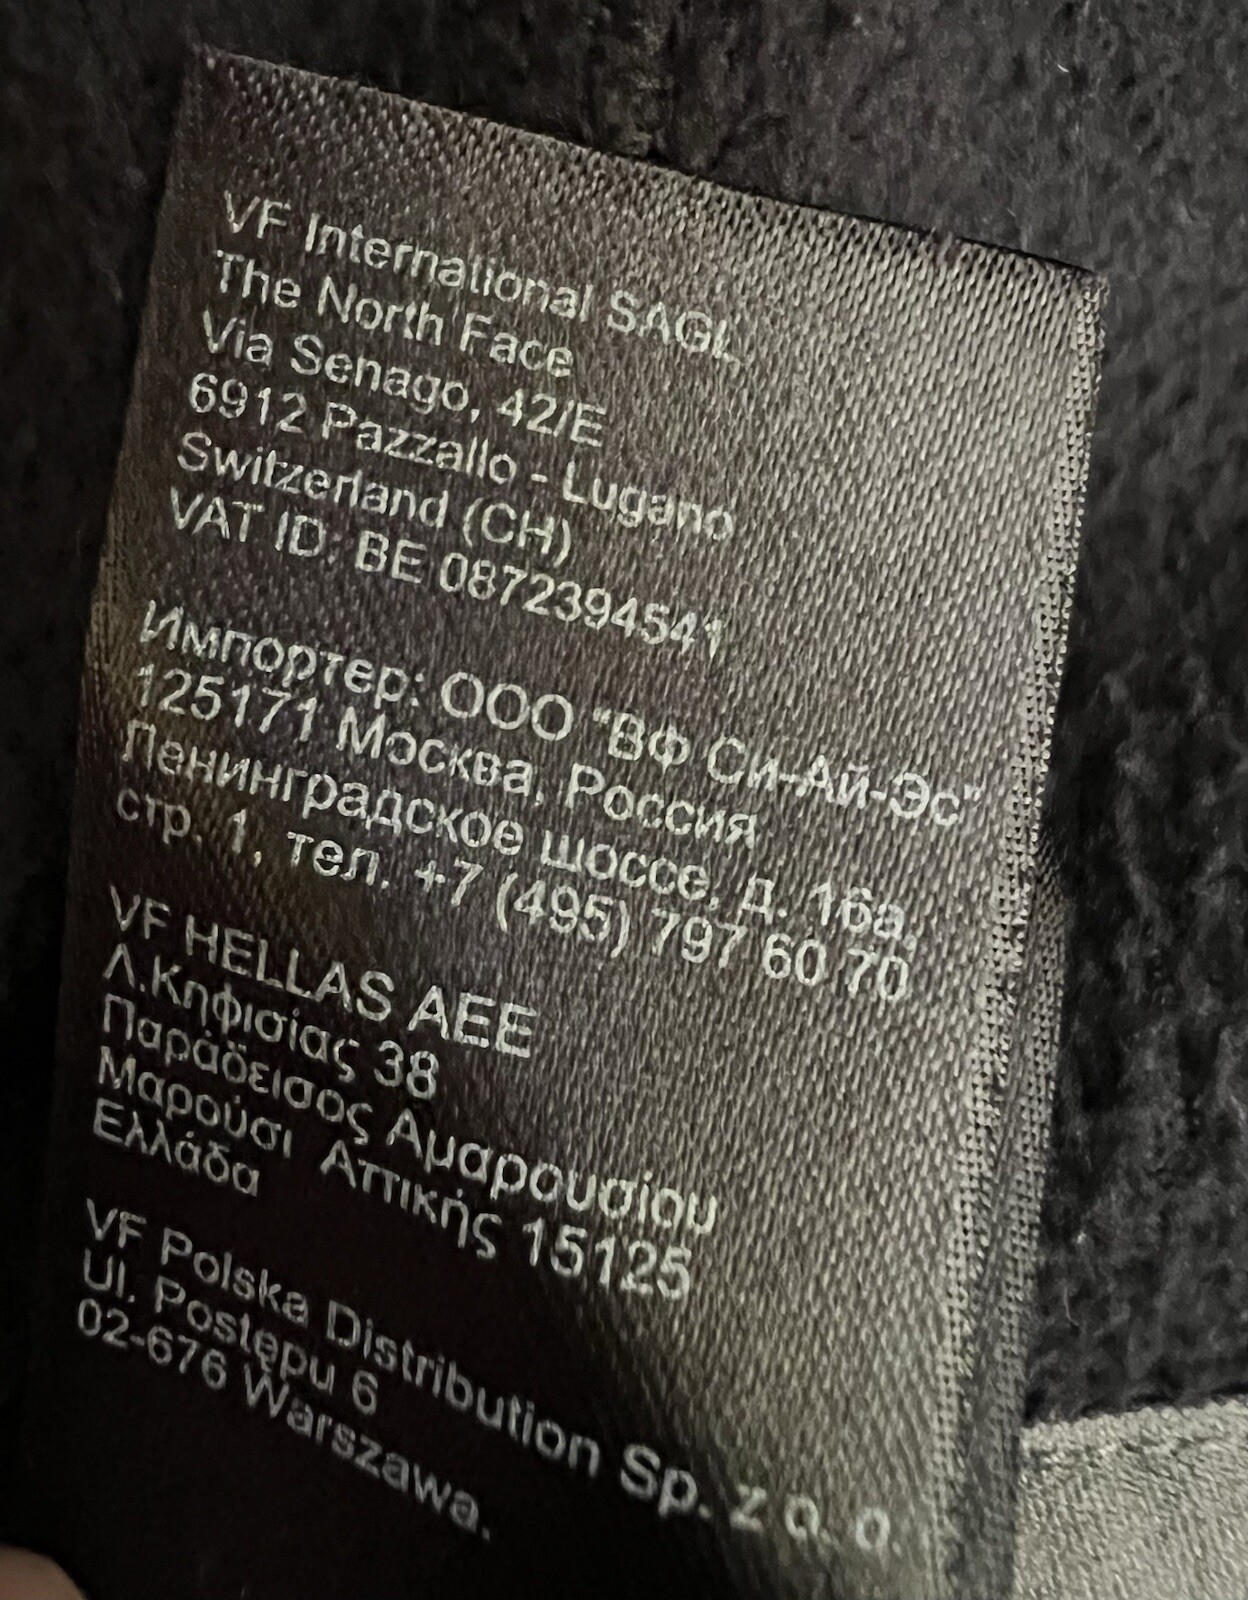 VF International SAGL
The North Face
Via Senago, 42/E
6912 Pazzallo - Lugano
Switzerland (CH)
VAT ID: BE 0872394541
Импортер: ООО "ВФ Си-Ай-Эс"
125171 Москва, Россия
Ленинградское шоссе, д. 16а,
стр. 1, тел. +7 (495) 797 60 70
VF HELLAS AEE
Λ.Κηφισίας 38
Παράδεισος Αμαρουσίου
Μαρούσι Αττικής 15125
Ελλάδα
VF Polska Distribution Sp. z o. o.
Ul. Postępu 6
02-676 Warszawa.